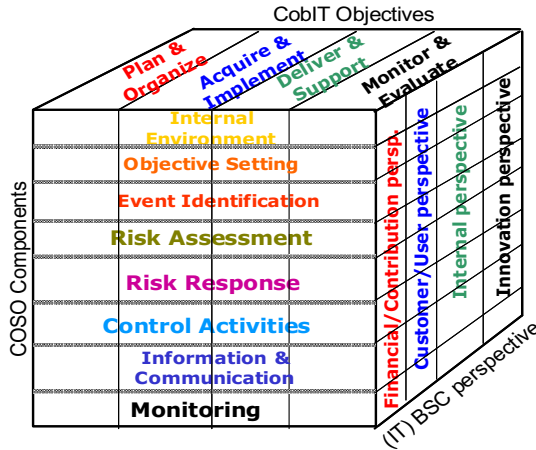 CobIT Objectives
Plan &
Organize
Acquire &
Implement
Deliver &
Support
Monitor &
Evaluate
COSO Components
Internal
Environment
Objective Setting
Event Identification
Risk Assessment
Risk Response
Control Activities
Information &
Communication
Monitoring
Financial/Contribution persp.
Customer/User perspective
Internal perspective
Innovation perspective
(IT) BSC perspective